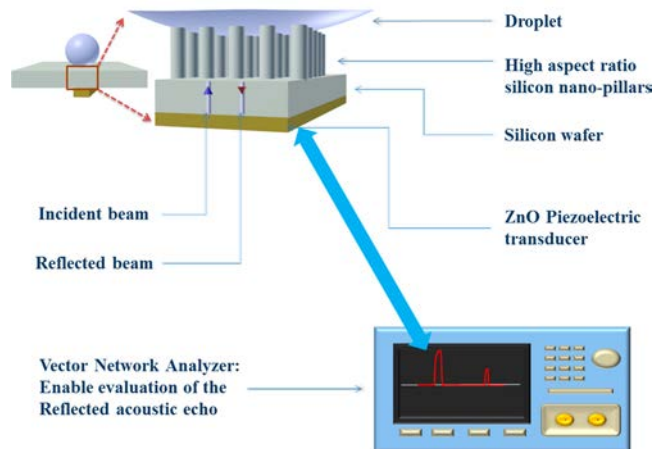 Droplet
High aspect ratio
silicon nano-pillars
Silicon wafer
Incident beam
ZnO Piezoelectric
transducer
Reflected beam
Vector Network Analyzer:
Enable evaluation of the
Reflected acoustic echo